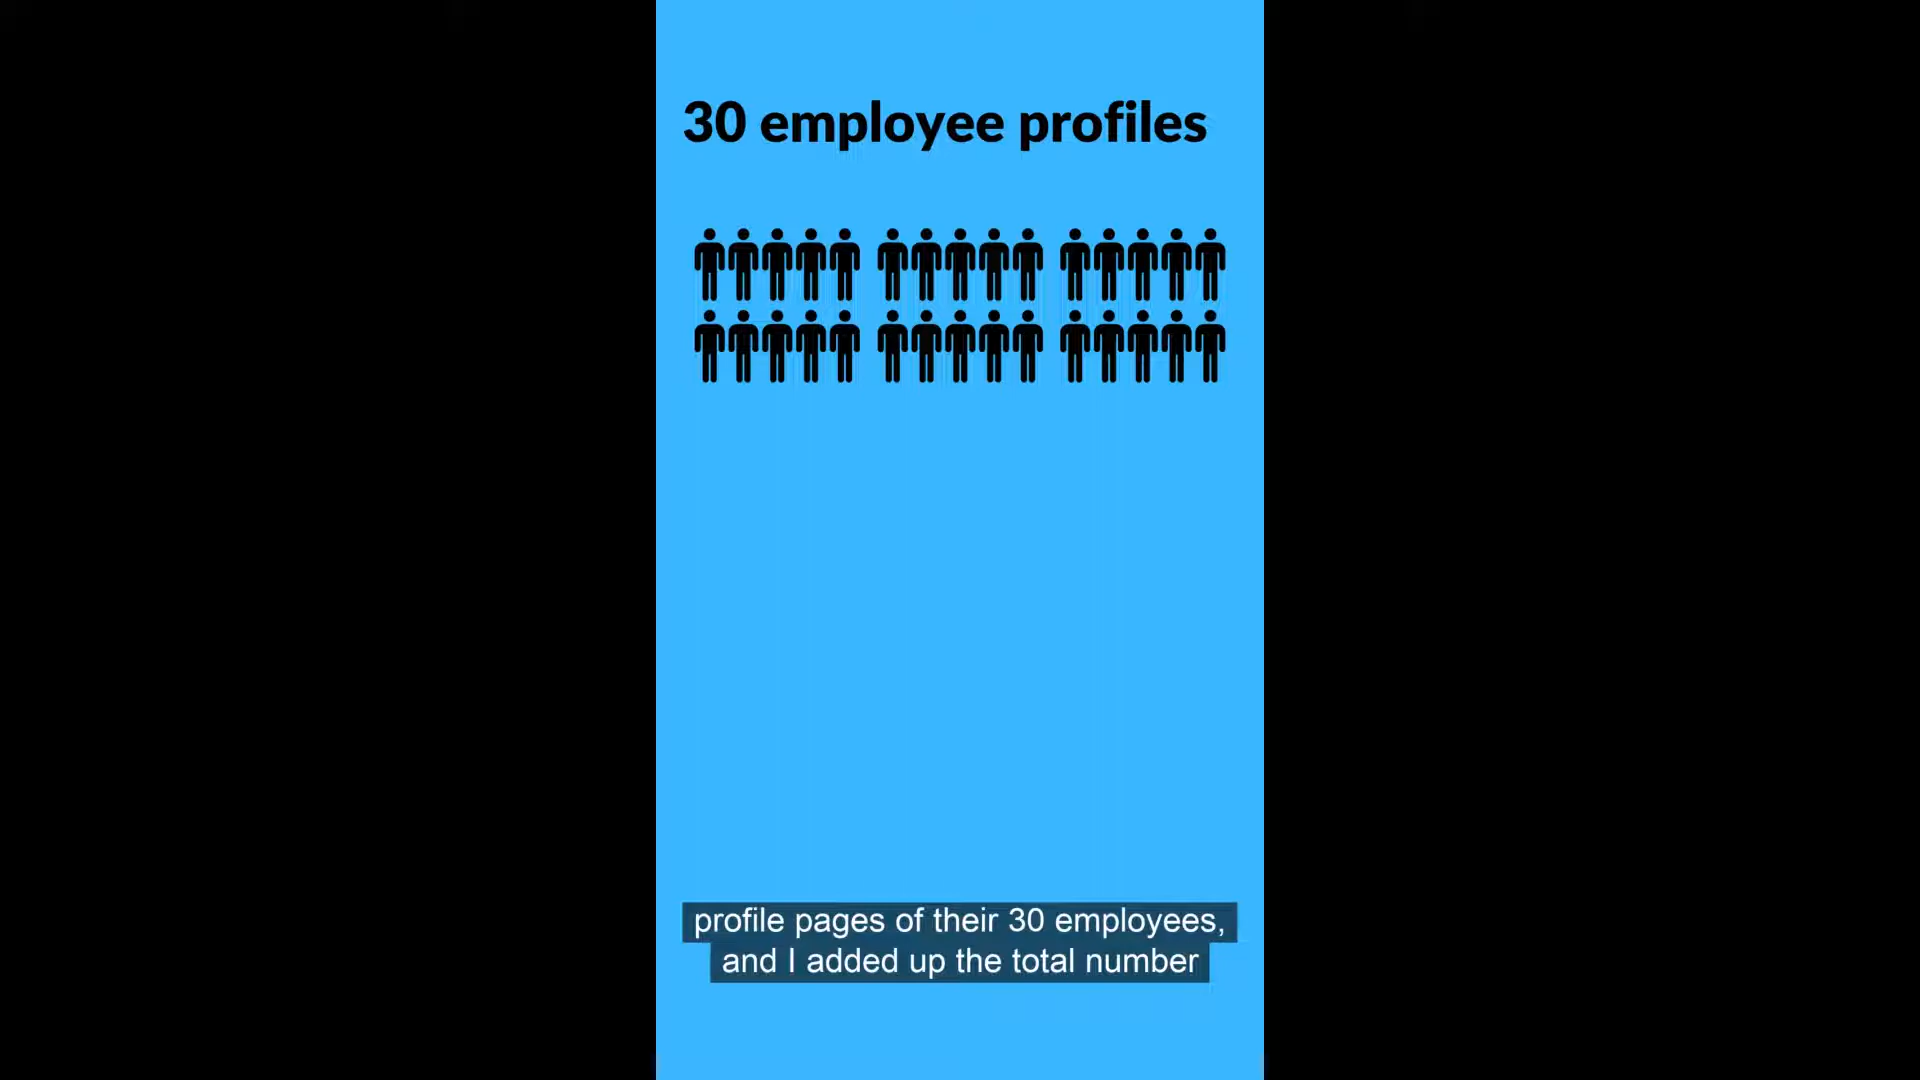 30 employee profiles
profile pages of their 30 employees,
and I added up the total number